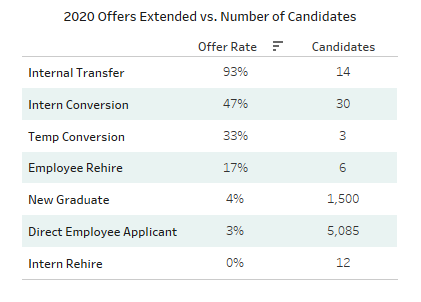 2020 Offers Extended vs. Number of Candidates
Offer Rate Candidates
Internal Transfer 93% 14
Intern Conversion 47% 30
Temp Conversion 33% 3
Employee Rehire 17% 6
New Graduate 4% 1,500
Direct Employee Applicant 3% 5,085
Intern Rehire 0% 12